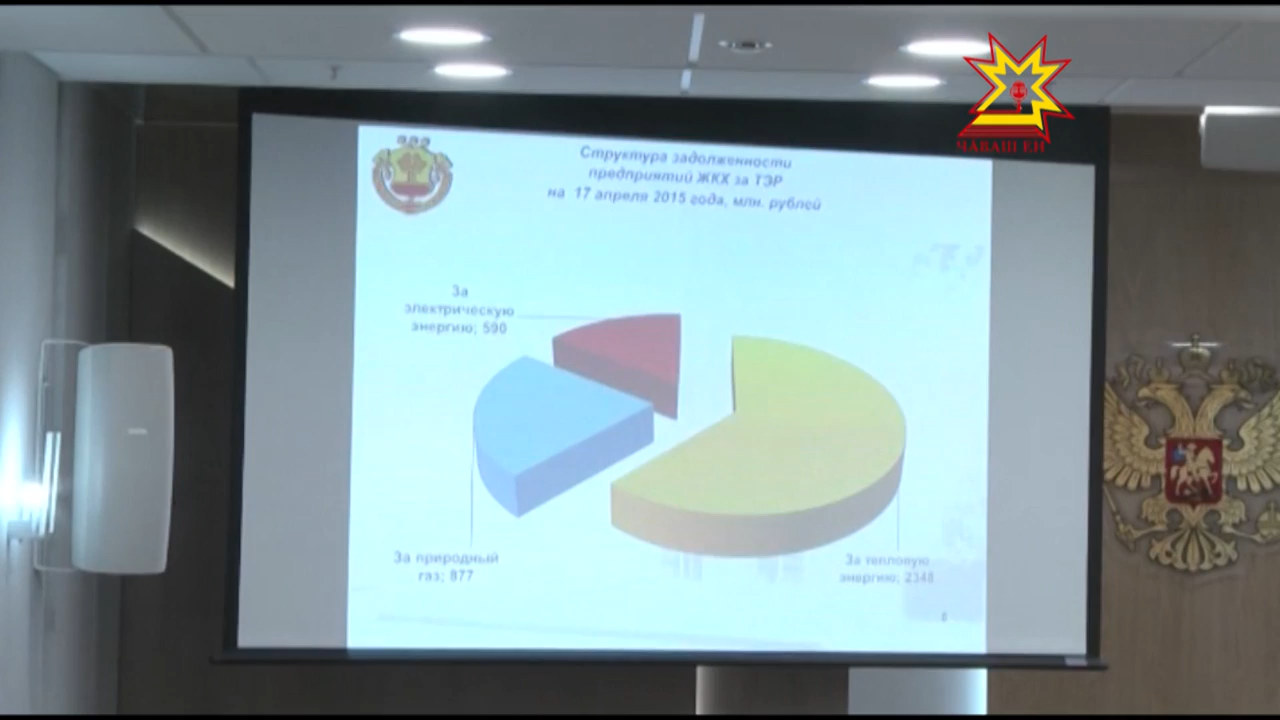 ЧĂВАШ ЕН
Структура задолженности
предприятий ЖКХ за ТЭР
на 17 апреля 2015 года, млн. рублей
За
электрическую
энергию; 590
За природный
газ; 877
За тепловую
энергию; 2348
6